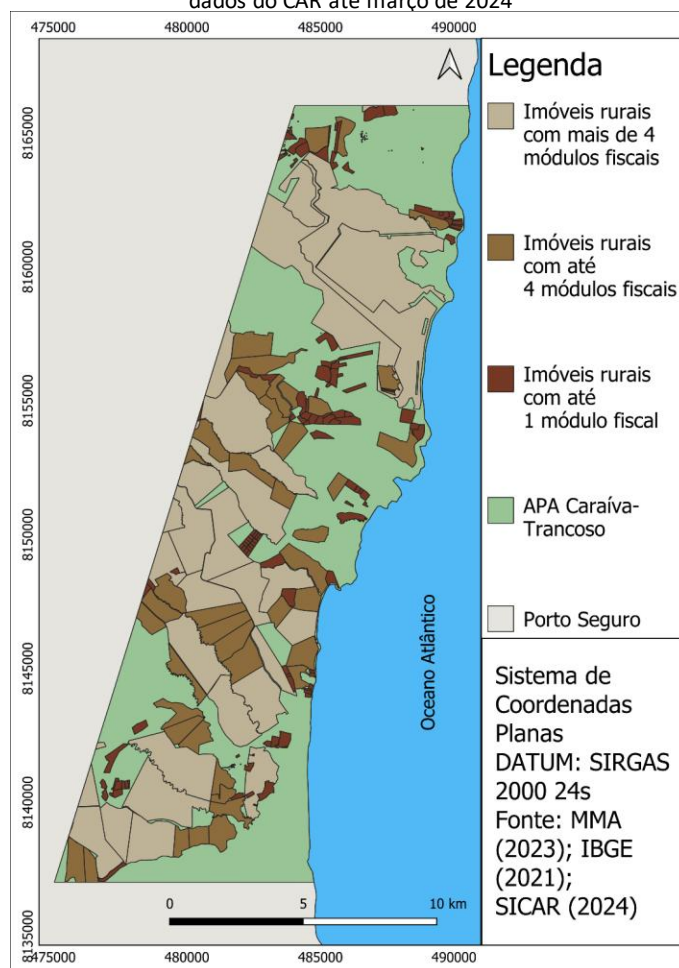 dados do CAR até março de 2024
475000 480000 485000 490000
8165000
8160000
8155000
8150000
8145000
8140000
8135000
Legenda
Imóveis rurais
com mais de 4
módulos fiscais
Imóveis rurais
com até
4 módulos fiscais
Imóveis rurais
com até
1 módulo fiscal
APA Caraíva-
Trancoso
Porto Seguro
Oceano Atlântico
Sistema de
Coordenadas
Planas
DATUM: SIRGAS
2000 24s
Fonte: MMA
(2023); IBGE
(2021);
SICAR (2024)
0 5 10 km
475000 480000 485000 490000